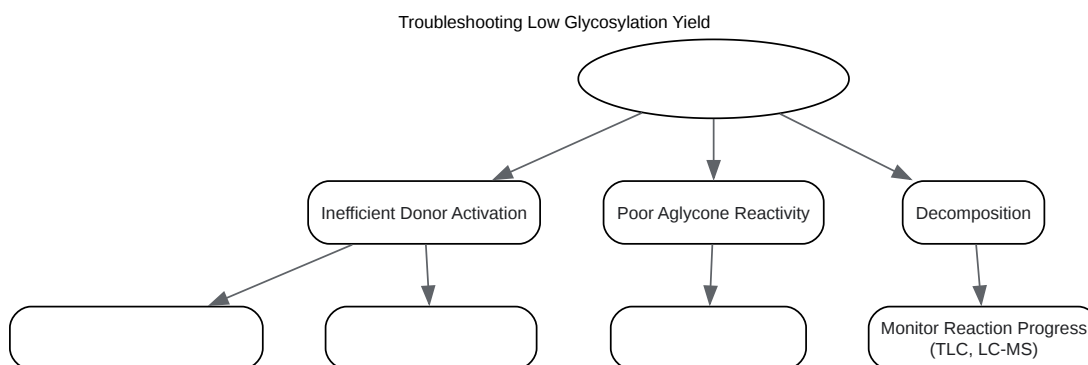 Troubleshooting Low Glycosylation Yield
Inefficient Donor Activation
Poor Aglycone Reactivity
Decomposition
Monitor Reaction Progress
(TLC, LC-MS)